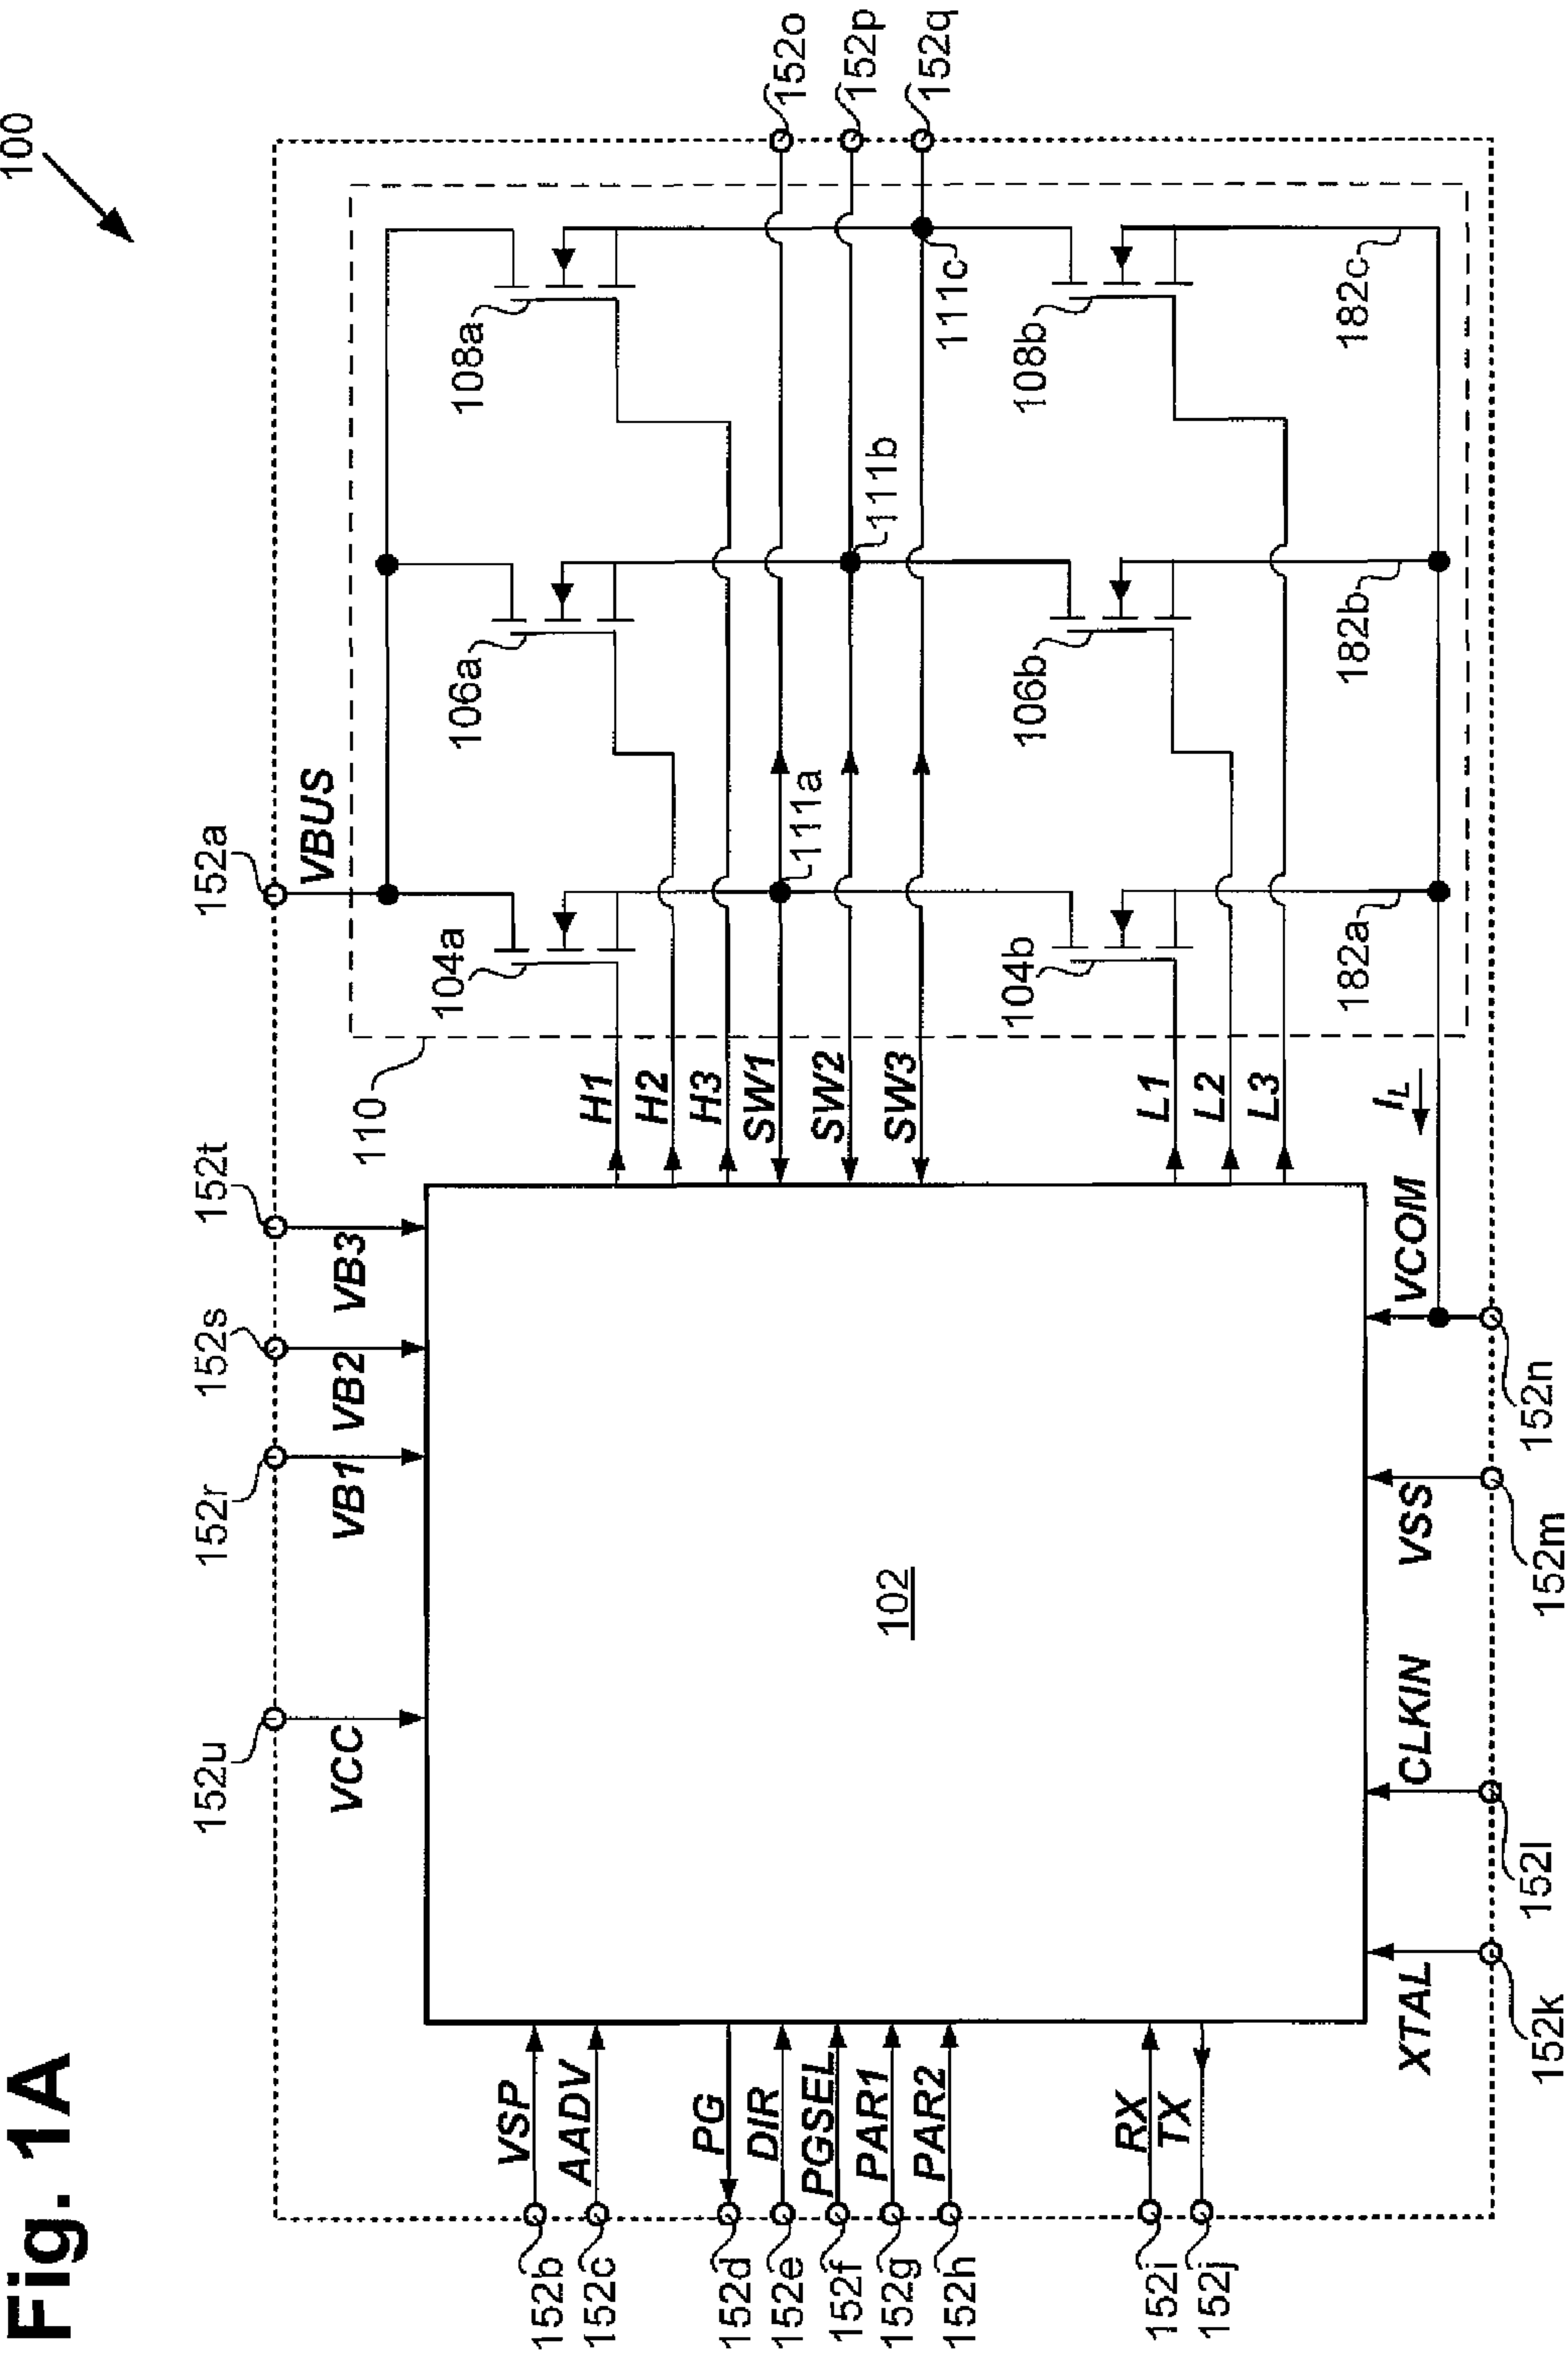 Fig. 1A
100
152u
152r
152s
152t
152a
VCC
VB1
VB2
VB3
VBUS
110
104a
106a
108a
152b
VSP
152c
AADV
152d
PG
152e
DIR
152f
PGSEL
152g
PAR1
152h
PAR2
152i
RX
152j
TX
102
H1
H2
H3
SW1
SW2
SW3
111a
111b
111c
152o
152p
152q
104b
106b
108b
L1
L2
L3
182a
182b
182c
IL
XTAL
CLKIN
VSS
VCOM
152k
152l
152m
152n